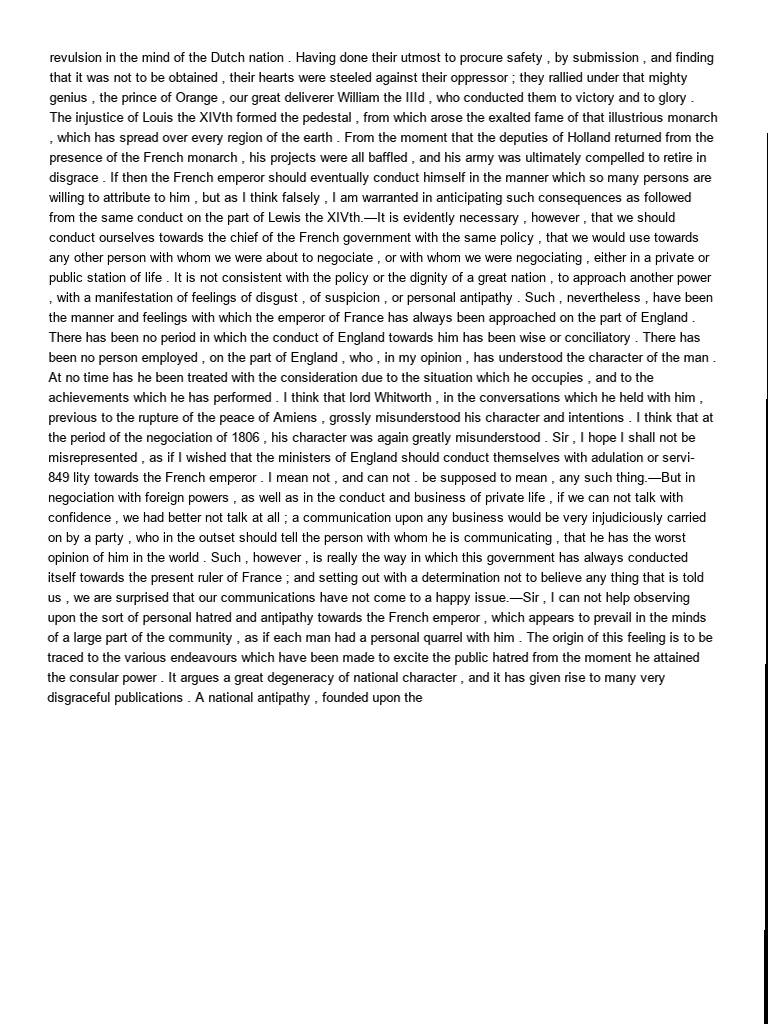 revulsion in the mind of the Dutch nation . Having done their utmost to procure safety , by submission , and finding
that it was not to be obtained , their hearts were steeled against their oppressor ; they rallied under that mighty
genius , the prince of Orange , our great deliverer William the IIId , who conducted them to victory and to glory .
The injustice of Louis the XIVth formed the pedestal , from which arose the exalted fame of that illustrious monarch
, which has spread over every region of the earth . From the moment that the deputies of Holland returned from the
presence of the French monarch , his projects were all baffled , and his army was ultimately compelled to retire in
disgrace . If then the French emperor should eventually conduct himself in the manner which so many persons are
willing to attribute to him , but as I think falsely , I am warranted in anticipating such consequences as followed
from the same conduct on the part of Lewis the XIVth.—It is evidently necessary , however , that we should
conduct ourselves towards the chief of the French government with the same policy , that we would use towards
any other person with whom we were about to negociate , or with whom we were negociating , either in a private or
public station of life . It is not consistent with the policy or the dignity of a great nation , to approach another power
, with a manifestation of feelings of disgust , of suspicion , or personal antipathy . Such , nevertheless , have been
the manner and feelings with which the emperor of France has always been approached on the part of England .
There has been no period in which the conduct of England towards him has been wise or conciliatory . There has
been no person employed , on the part of England , who , in my opinion , has understood the character of the man .
At no time has he been treated with the consideration due to the situation which he occupies , and to the
achievements which he has performed . I think that lord Whitworth , in the conversations which he held with him ,
previous to the rupture of the peace of Amiens , grossly misunderstood his character and intentions . I think that at
the period of the negociation of 1806 , his character was again greatly misunderstood . Sir , I hope I shall not be
misrepresented , as if I wished that the ministers of England should conduct themselves with adulation or servi-
849 lity towards the French emperor . I mean not , and can not . be supposed to mean , any such thing.—But in
negociation with foreign powers , as well as in the conduct and business of private life , if we can not talk with
confidence , we had better not talk at all ; a communication upon any business would be very injudiciously carried
on by a party , who in the outset should tell the person with whom he is communicating , that he has the worst
opinion of him in the world . Such , however , is really the way in which this government has always conducted
itself towards the present ruler of France ; and setting out with a determination not to believe any thing that is told
us , we are surprised that our communications have not come to a happy issue.—Sir , I can not help observing
upon the sort of personal hatred and antipathy towards the French emperor , which appears to prevail in the minds
of a large part of the community , as if each man had a personal quarrel with him . The origin of this feeling is to be
traced to the various endeavours which have been made to excite the public hatred from the moment he attained
the consular power . It argues a great degeneracy of national character , and it has given rise to many very
disgraceful publications . A national antipathy , founded upon the